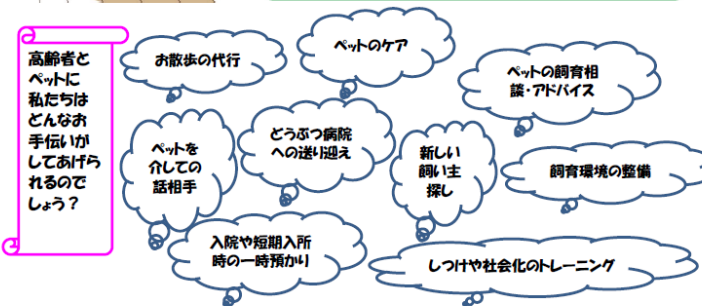 高齢者と
ペットに
私たちは
どんなお
手伝いが
してあげら
れるので
しょう？
お散歩の代行
ペットのケア
ペットの飼育相
談・アドバイス
ペットを
介しての
話相手
どうぶつ病院
への送り迎え
新しい
飼い主
探し
飼育環境の整備
入院や短期入所
時の一時預かり
しつけや社会化のトレーニング